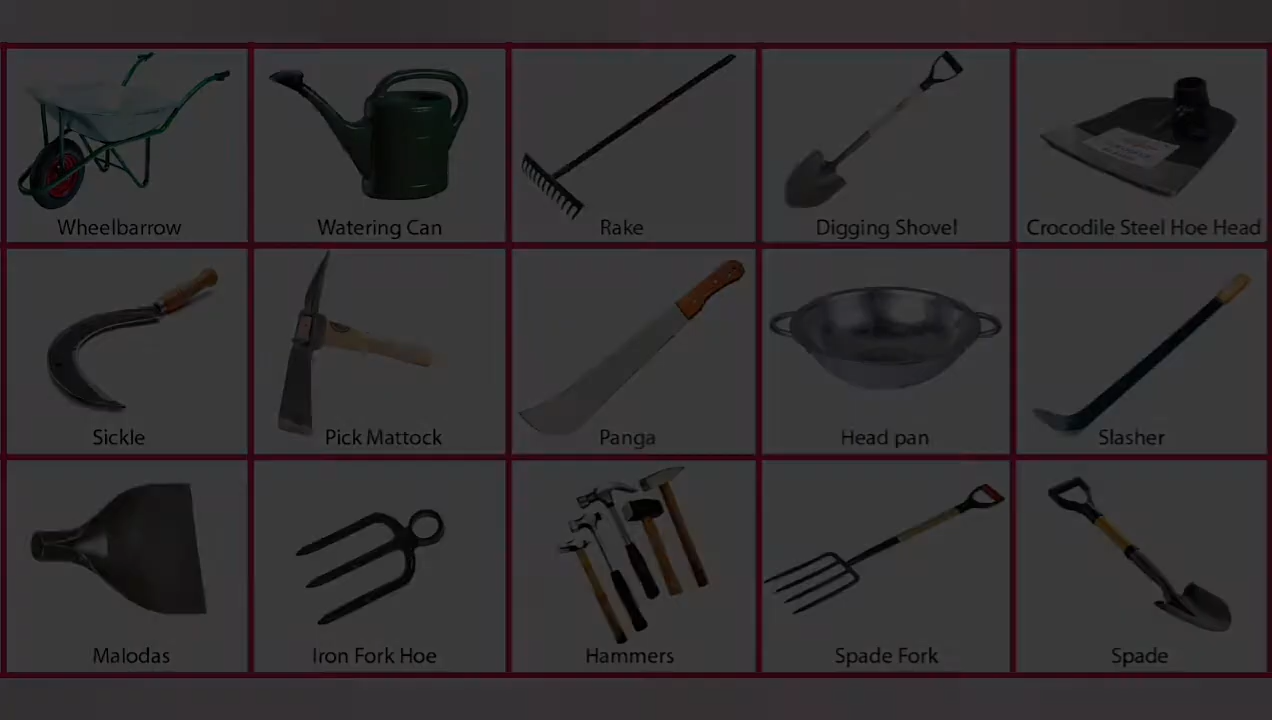 Wheelbarrow
Watering Can
Rake
Digging Shovel
Crocodile Steel Hoe Head
Sickle
Pick Mattock
Panga
Head pan
Slasher
Malodas
Iron Fork Hoe
Hammers
Spade Fork
Spade